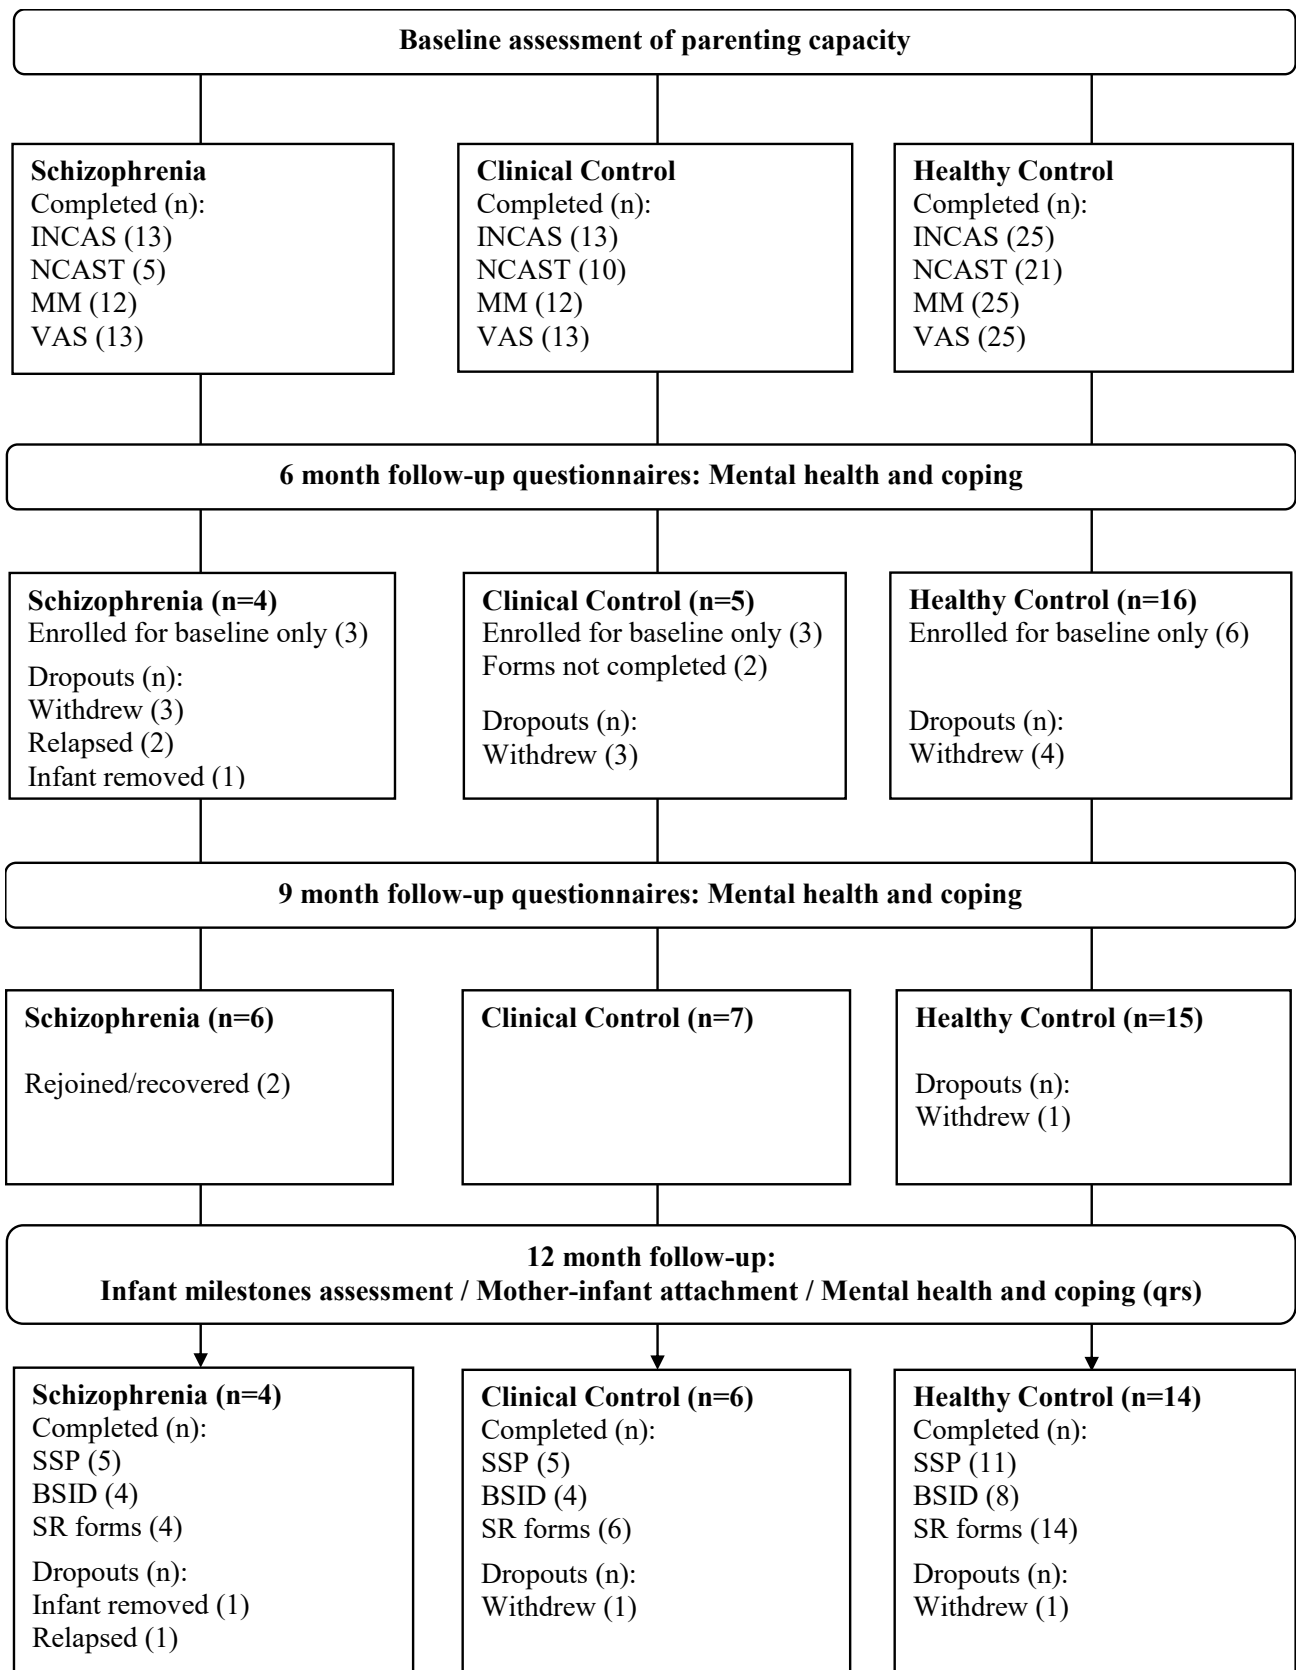 Baseline assessment of parenting capacity
Schizophrenia
Completed (n):
INCAS (13)
NCAST (5)
MM (12)
VAS (13)
Clinical Control
Completed (n):
INCAS (13)
NCAST (10)
MM (12)
VAS (13)
Healthy Control
Completed (n):
INCAS (25)
NCAST (21)
MM (25)
VAS (25)
6 month follow-up questionnaires: Mental health and coping
Schizophrenia (n=4)
Enrolled for baseline only (3)
Dropouts (n):
Withdrew (3)
Relapsed (2)
Infant removed (1)
Clinical Control (n=5)
Enrolled for baseline only (3)
Forms not completed (2)
Dropouts (n):
Withdrew (3)
Healthy Control (n=16)
Enrolled for baseline only (6)
Dropouts (n):
Withdrew (4)
9 month follow-up questionnaires: Mental health and coping
Schizophrenia (n=6)
Rejoined/recovered (2)
Clinical Control (n=7)
Healthy Control (n=15)
Dropouts (n):
Withdrew (1)
12 month follow-up:
Infant milestones assessment / Mother-infant attachment / Mental health and coping (qrs)
Schizophrenia (n=4)
Completed (n):
SSP (5)
BSID (4)
SR forms (4)
Dropouts (n):
Infant removed (1)
Relapsed (1)
Clinical Control (n=6)
Completed (n):
SSP (5)
BSID (4)
SR forms (6)
Dropouts (n):
Withdrew (1)
Healthy Control (n=14)
Completed (n):
SSP (11)
BSID (8)
SR forms (14)
Dropouts (n):
Withdrew (1)